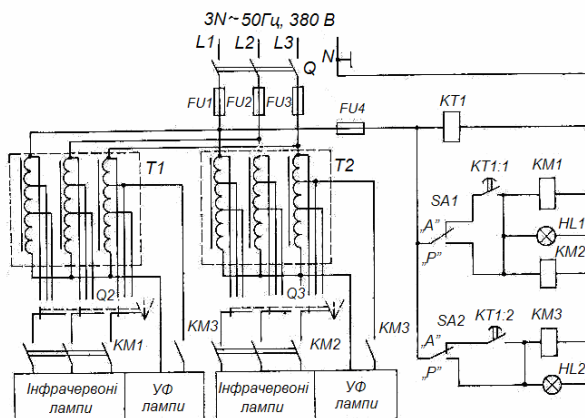 3N~50Гц, 380 В
L1 L2 L3 N
Q
FU1 FU2 FU3 FU4 KT1
T1 T2
KT1:1 KM1
SA1
„A" HL1
„P" KM2
Q2 Q3
KT1:2 KM3
SA2
„A"
„P" HL2
KM1 KM3 KM2 KM3
Інфрачервоні лампи
УФ лампи
Інфрачервоні лампи
УФ лампи